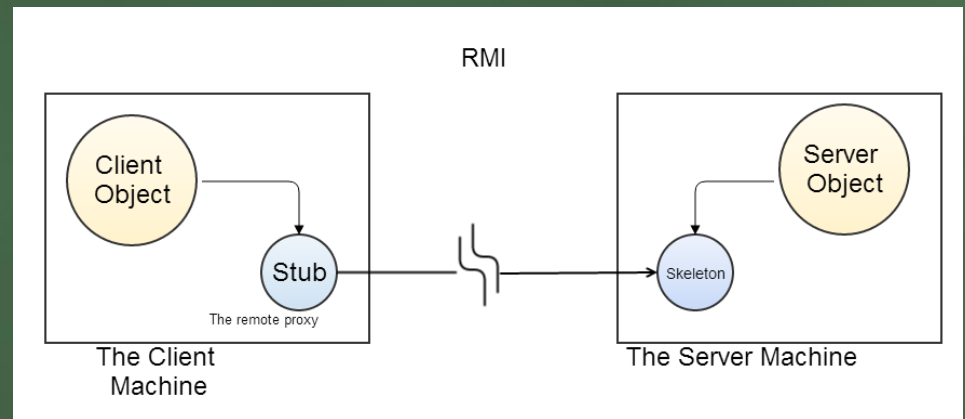 RMI
Client
Object
Stub
The remote proxy
The Client
Machine
Server
Object
Skeleton
The Server Machine